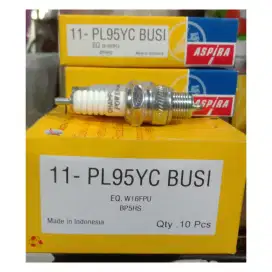 11- PL95YC BUSI
ASPIRA
11- PL95YC BUSI
EQ. W16FPU
BP5HS
Made in Indonesia
Qty .10 Pcs